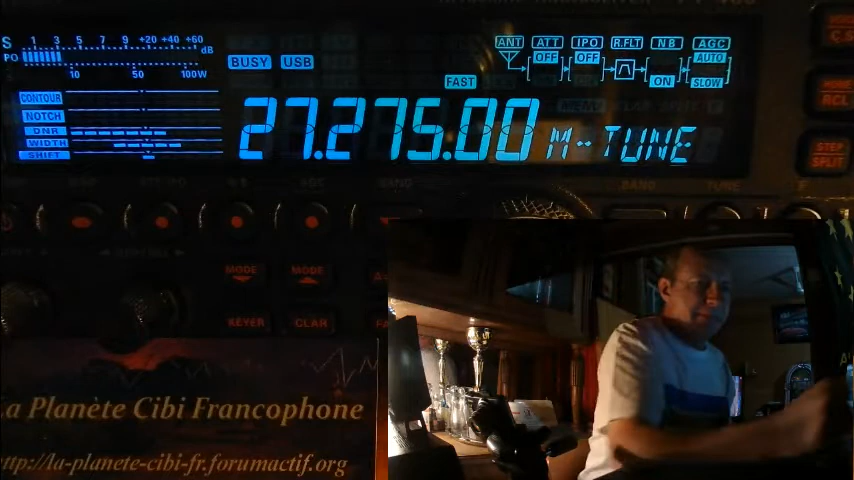 S 1 3 5 7 9 +20 +40 +60 dB
PO
10 50 100W
BUSY USB
ANT ATT IPO R.FLT NB AGC
OFF OFF AUTO
FAST ON SLOW
CONTOUR
NOTCH
DNR
WIDTH
SHIFT
27.275.00 M-TUNE
RCL
STEP
SPLIT
MODE MODE
KEYER CLAR
La Planète Cibi Francophone
http://la-planete-cibi-fr.forumactif.org